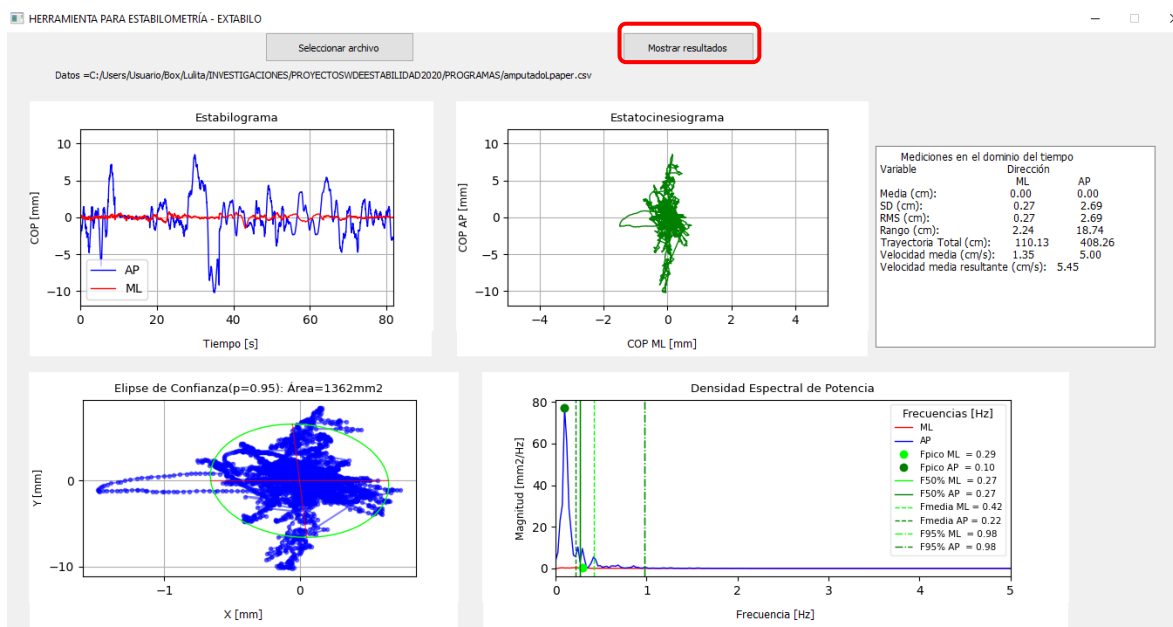 HERRAMIENTA PARA ESTABILOMETRÍA - EXTABILO
Seleccionar archivo
Mostrar resultados
Datos =C:/Users/Usuario/Box/Lulita/INVESTIGACIONES/PROYECTOSWDEESTABILIDAD2020/PROGRAMAS/amputadoLpaper.csv
Estabilograma
10
5
0
−5
−10
COP [mm]
AP
ML
0 20 40 60 80
Tiempo [s]
Estatocinesiograma
10
5
0
−5
−10
COP AP [mm]
−4 −2 0 2 4
COP ML [mm]
Mediciones en el dominio del tiempo
Variable Dirección
ML AP
Media (cm): 0.00 0.00
SD (cm): 0.27 2.69
RMS (cm): 0.27 2.69
Rango (cm): 2.24 18.74
Trayectoria Total (cm): 110.13 408.26
Velocidad media (cm/s): 1.35 5.00
Velocidad media resultante (cm/s): 5.45
Elipse de Confianza(p=0.95): Área=1362mm2
0
−10
Y [mm]
−1 0
X [mm]
Densidad Espectral de Potencia
80
60
40
20
0
Magnitud [mm2/Hz]
Frecuencias [Hz]
ML
AP
Fpico ML = 0.29
Fpico AP = 0.10
F50% ML = 0.27
F50% AP = 0.27
Fmedia ML = 0.42
Fmedia AP = 0.22
F95% ML = 0.98
F95% AP = 0.98
0 1 2 3 4 5
Frecuencia [Hz]